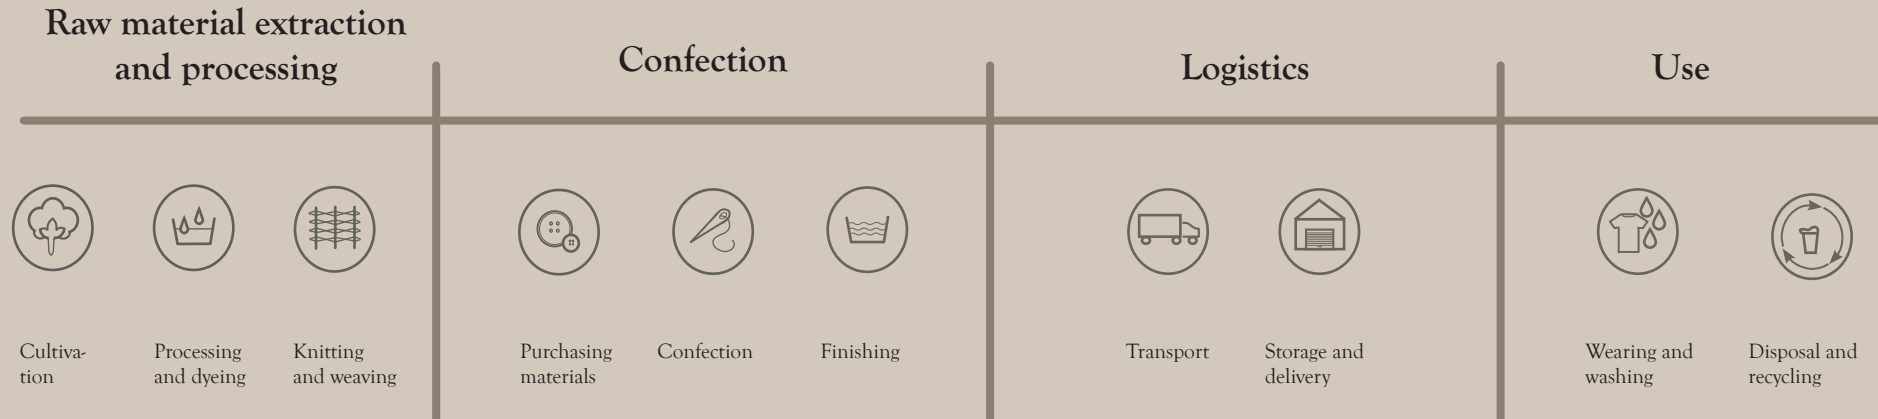 Raw material extraction
and processing
Confection
Logistics
Use
Cultiva-
tion
Processing
and dyeing
Knitting
and weaving
Purchasing
materials
Confection
Finishing
Transport
Storage and
delivery
Wearing and
washing
Disposal and
recycling